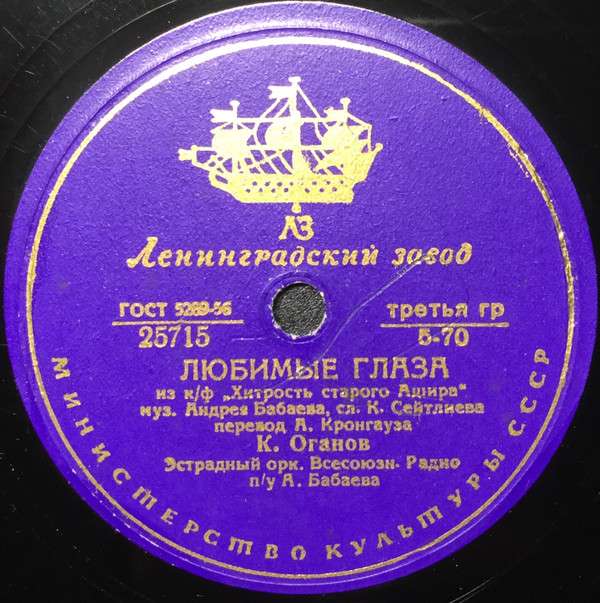 ЛЗ
Ленинградский завод
ГОСТ 5289-56
25715
третья гр
5-70
ЛЮБИМЫЕ ГЛАЗА
из к/ф „Хитрость старого Ашира“
муз. Андрея Бабаева, сл. К. Сейтлиева
перевод А. Кронгауза
К. Оганов
Эстрадный орк. Всесоюзн. Радио
п/у А. Бабаева
МИНИСТЕРСТВО КУЛЬТУРЫ СССР